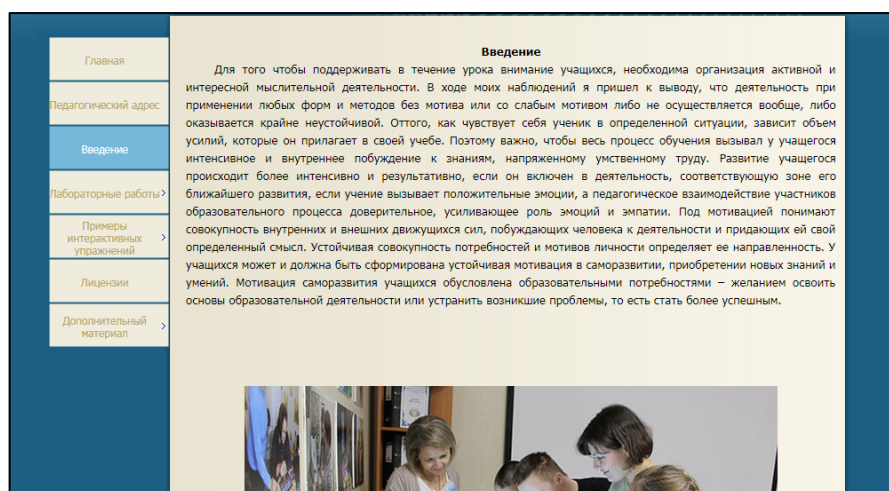 Главная
Педагогический адрес
Введение
Лабораторные работы
Примеры
интерактивных
упражнений
Лицензии
Дополнительный
материал
Введение
Для того чтобы поддерживать в течение урока внимание учащихся, необходима организация активной и
интересной мыслительной деятельности. В ходе моих наблюдений я пришел к выводу, что деятельность при
применении любых форм и методов без мотива или со слабым мотивом либо не осуществляется вообще, либо
оказывается крайне неустойчивой. Оттого, как чувствует себя ученик в определенной ситуации, зависит объем
усилий, которые он прилагает в своей учебе. Поэтому важно, чтобы весь процесс обучения вызывал у учащегося
интенсивное и внутреннее побуждение к знаниям, напряженному умственному труду. Развитие учащегося
происходит более интенсивно и результативно, если он включен в деятельность, соответствующую зоне его
ближайшего развития, если учение вызывает положительные эмоции, а педагогическое взаимодействие участников
образовательного процесса доверительное, усиливающее роль эмоций и эмпатии. Под мотивацией понимают
совокупность внутренних и внешних движущихся сил, побуждающих человека к деятельности и придающих ей свой
определенный смысл. Устойчивая совокупность потребностей и мотивов личности определяет ее направленность. У
учащихся может и должна быть сформирована устойчивая мотивация в саморазвитии, приобретении новых знаний и
умений. Мотивация саморазвития учащихся обусловлена образовательными потребностями – желанием освоить
основы образовательной деятельности или устранить возникшие проблемы, то есть стать более успешным.